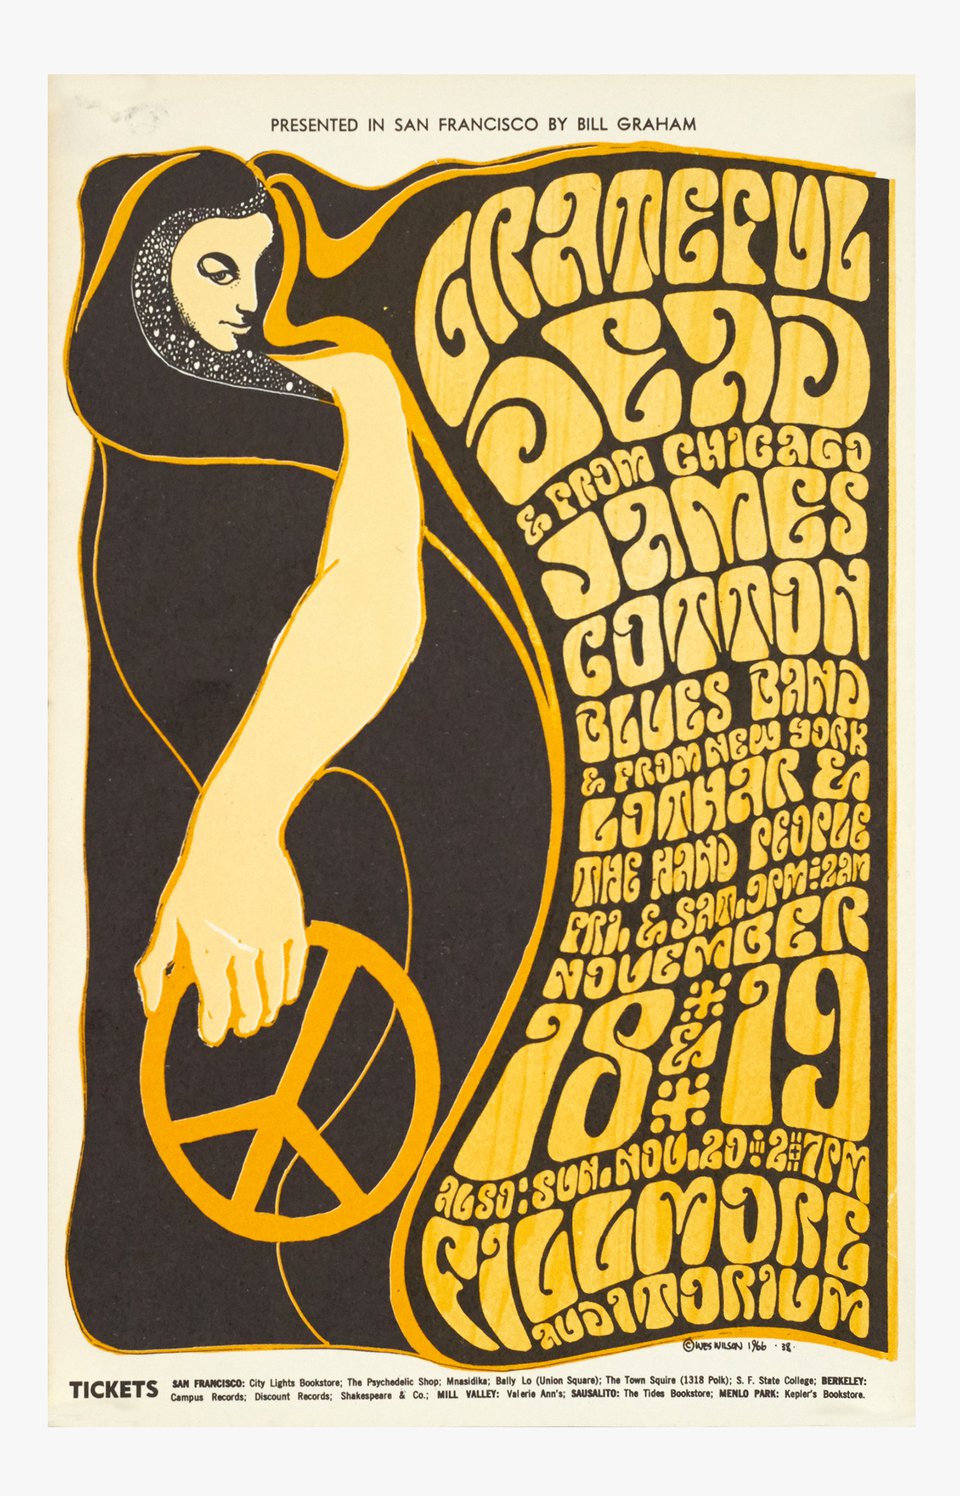 PRESENTED IN SAN FRANCISCO BY BILL GRAHAM
GRATEFUL
DEAD
& FROM CHICAGO
JAMES
COTTON
BLUES BAND
& FROM NEW YORK
LOTHAR &
THE HAND PEOPLE
FRI. & SAT. 9PM:2AM
NOVEMBER
18 & 19
ALSO: SUN. NOV. 20: 2-7PM
FILLMORE
AUDITORIUM
© WES WILSON 1966 · 38 ·
TICKETS SAN FRANCISCO: City Lights Bookstore; The Psychedelic Shop; Mnasidika; Bally Lo (Union Square); The Town Squire (1318 Polk); S. F. State College; BERKELEY:
Campus Records; Discount Records; Shakespeare & Co.; MILL VALLEY: Valerie Ann's; SAUSALITO: The Tides Bookstore; MENLO PARK: Kepler's Bookstore.